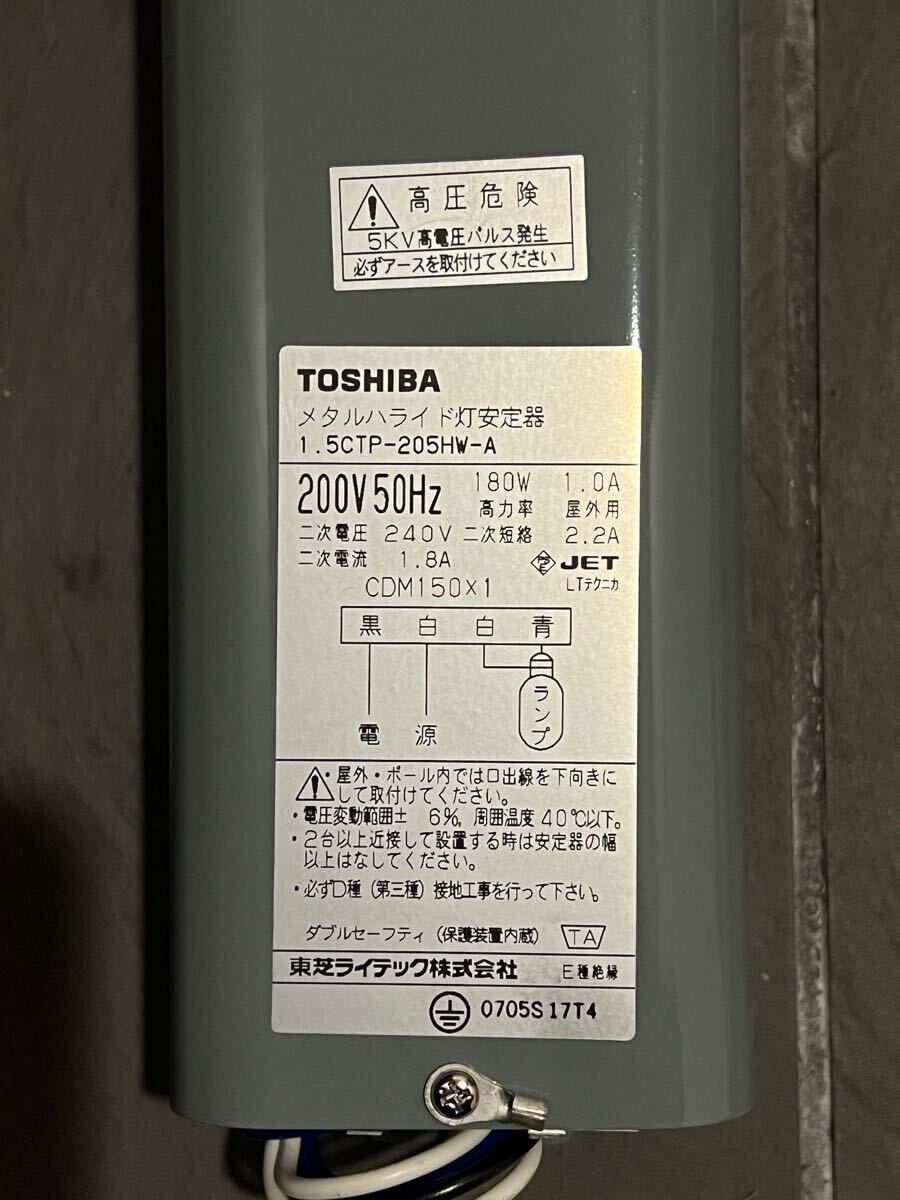 高圧危険
5KV高電圧パルス発生
必ずアースを取付けてください
TOSHIBA
メタルハライド灯安定器
1.5CTP-205HW-A
200V50Hz 180W 1.0A
高力率 屋外用
二次電圧 240V 二次短絡 2.2A
二次電流 1.8A JET
LTテクニカ
CDM150×1
黒 白 白 青
ランプ
電 源
・屋外・ポール内では口出線を下向きに
して取付けてください。
・電圧変動範囲± 6%, 周囲温度40℃以下。
・2台以上近接して設置する時は安定器の幅
以上はなしてください。
・必ずD種(第三種)接地工事を行って下さい。
ダブルセーフティ(保護装置内蔵) TA
東芝ライテック株式会社 E種絶縁
0705S17T4